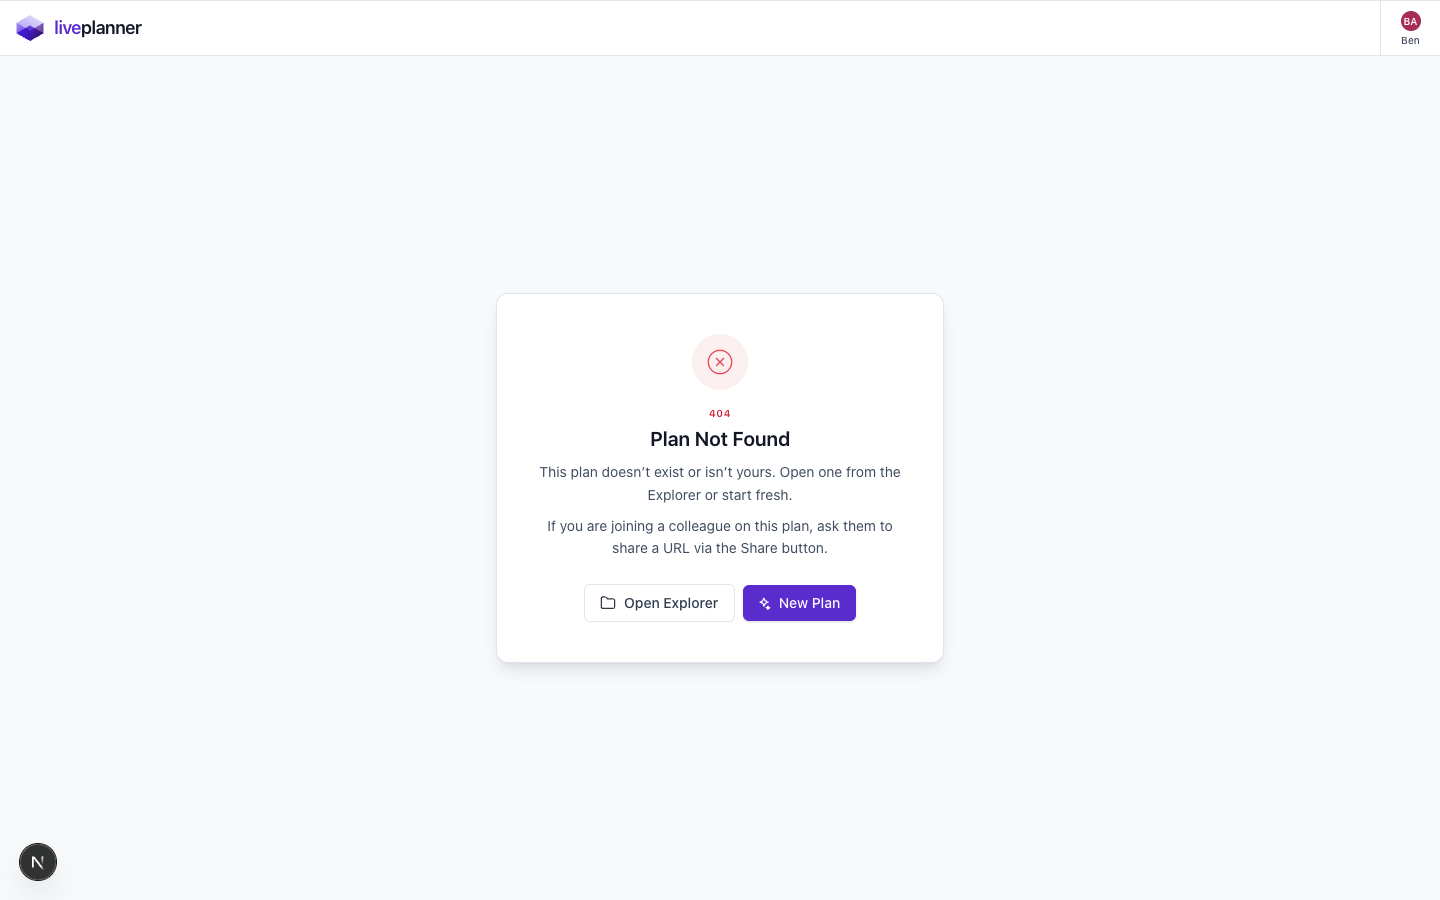 liveplanner
BA
Ben
404
Plan Not Found
This plan doesn’t exist or isn’t yours. Open one from the
Explorer or start fresh.
If you are joining a colleague on this plan, ask them to
share a URL via the Share button.
Open Explorer
New Plan
N